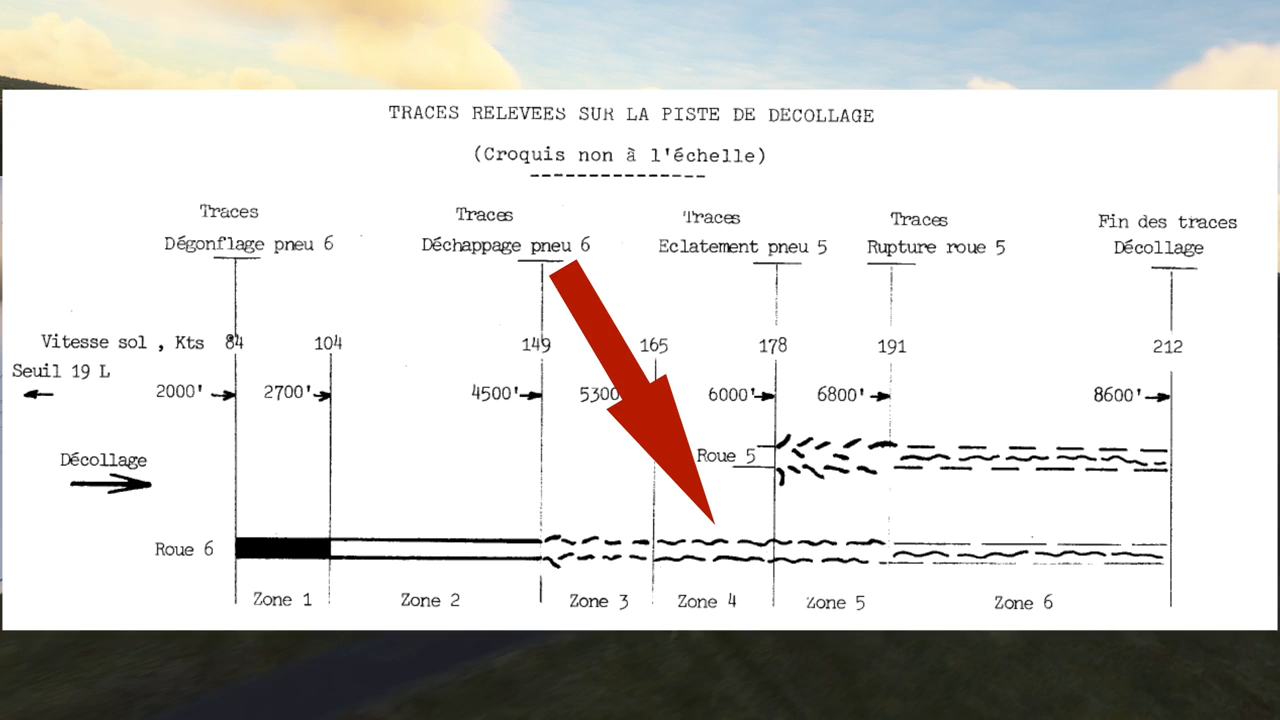 TRACES RELEVEES SUR LA PISTE DE DECOLLAGE
(Croquis non à l'échelle)
Traces Traces Traces Traces Fin des traces
Dégonflage pneu 6 Déchappage pneu 6 Eclatement pneu 5 Rupture roue 5 Décollage
Vitesse sol , Kts 84 104 149 165 178 191 212
Seuil 19 L
2000' 2700' 4500' 5300 6000' 6800' 8600'
Roue 5
Décollage
Roue 6
Zone 1 Zone 2 Zone 3 Zone 4 Zone 5 Zone 6